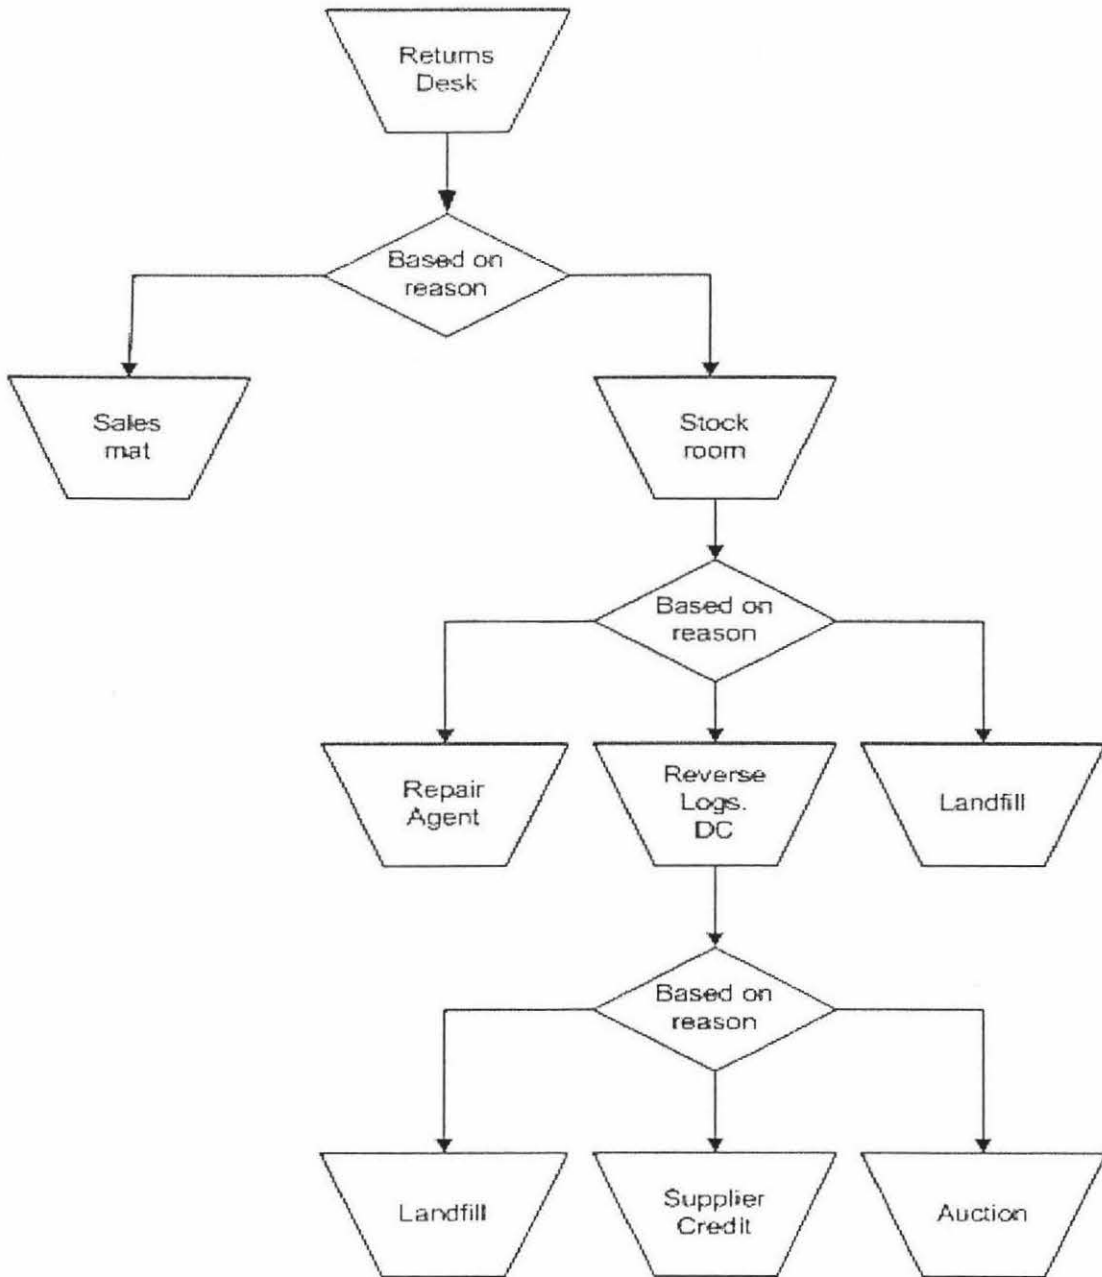 Returns
Desk
Based on
reason
Sales
mat
Stock
room
Based on
reason
Repair
Agent
Reverse
Logs.
DC
Landfill
Based on
reason
Landfill
Supplier
Credit
Auction